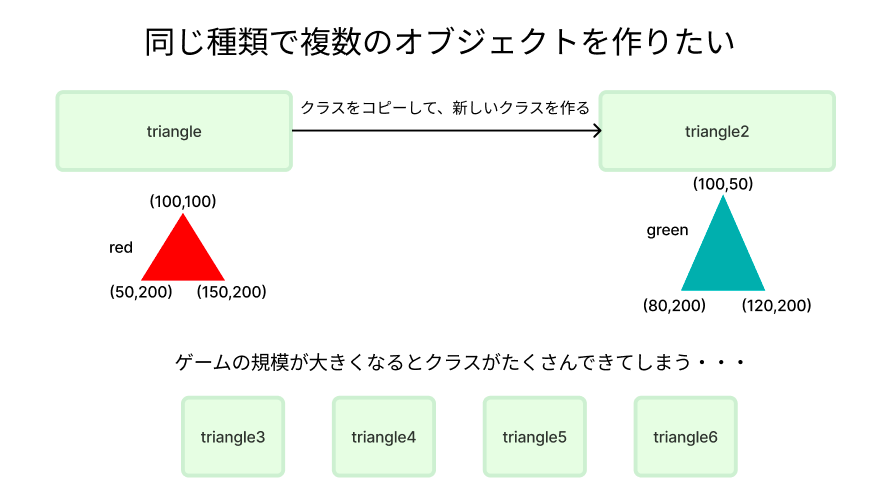 同じ種類で複数のオブジェクトを作りたい
クラスをコピーして、新しいクラスを作る
triangle
triangle2
(100,100)
red
(50,200)
(150,200)
(100,50)
green
(80,200)
(120,200)
ゲームの規模が大きくなるとクラスがたくさんできてしまう・・・
triangle3
triangle4
triangle5
triangle6